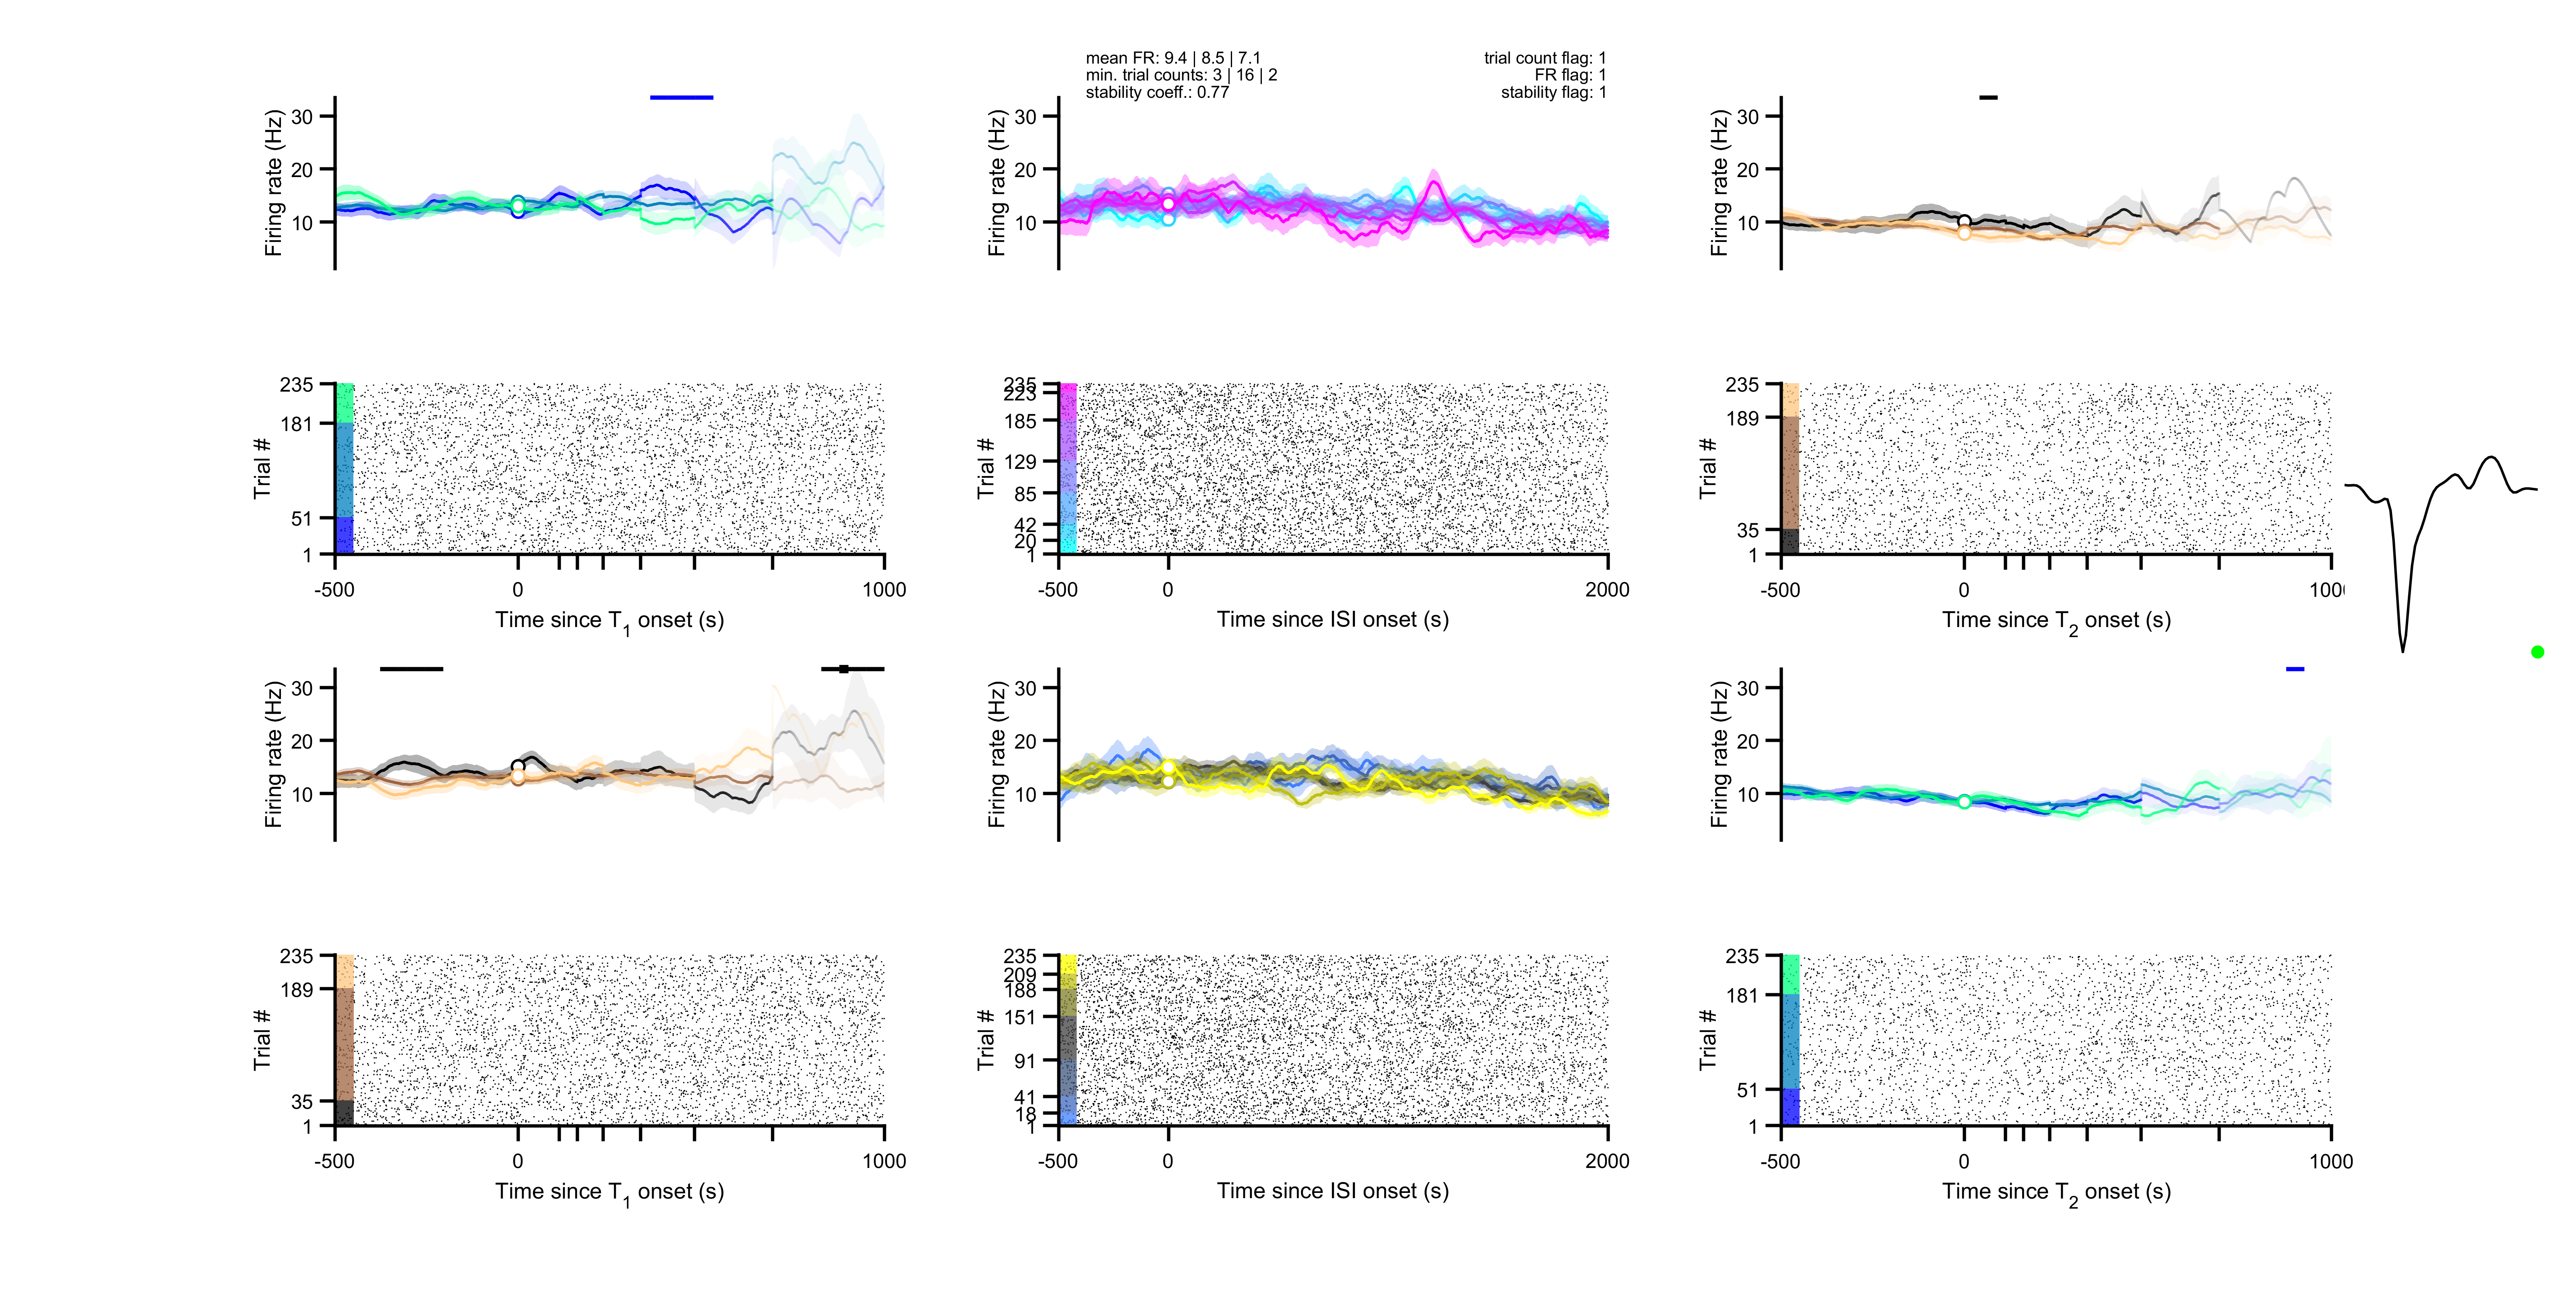 mean FR: 9.4 | 8.5 | 7.1
min. trial counts: 3 | 16 | 2
stability coeff.: 0.77
trial count flag: 1
FR flag: 1
stability flag: 1
30
20
10
Firing rate (Hz)
30
20
10
Firing rate (Hz)
30
20
10
Firing rate (Hz)
235
181
51
1
Trial #
-500
0
1000
Time since T1 onset (s)
235
223
185
129
85
42
20
1
Trial #
-500
0
2000
Time since ISI onset (s)
235
189
35
1
Trial #
-500
0
Time since T2 onset (s)
30
20
10
Firing rate (Hz)
30
20
10
Firing rate (Hz)
30
20
10
Firing rate (Hz)
235
189
35
1
Trial #
-500
0
1000
Time since T1 onset (s)
235
209
188
151
91
41
18
1
Trial #
-500
0
2000
Time since ISI onset (s)
235
181
51
1
Trial #
-500
0
1000
Time since T2 onset (s)